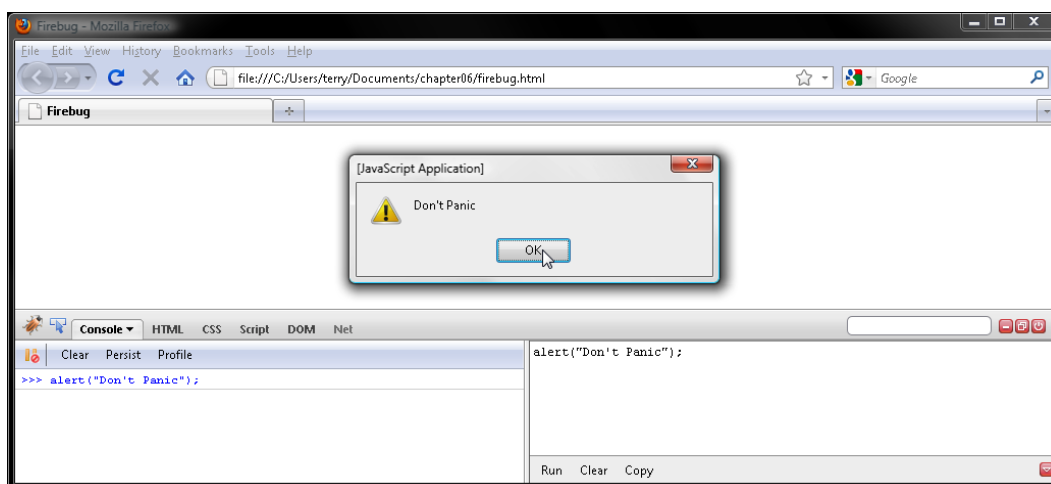 Firebug - Mozilla Firefox
File Edit View History Bookmarks Tools Help
file:///C:/Users/terry/Documents/chapter06/firebug.html
Google
Firebug
[JavaScript Application]
Don't Panic
OK
Console HTML CSS Script DOM Net
Clear Persist Profile
>>> alert("Don't Panic");
alert("Don't Panic");
Run Clear Copy